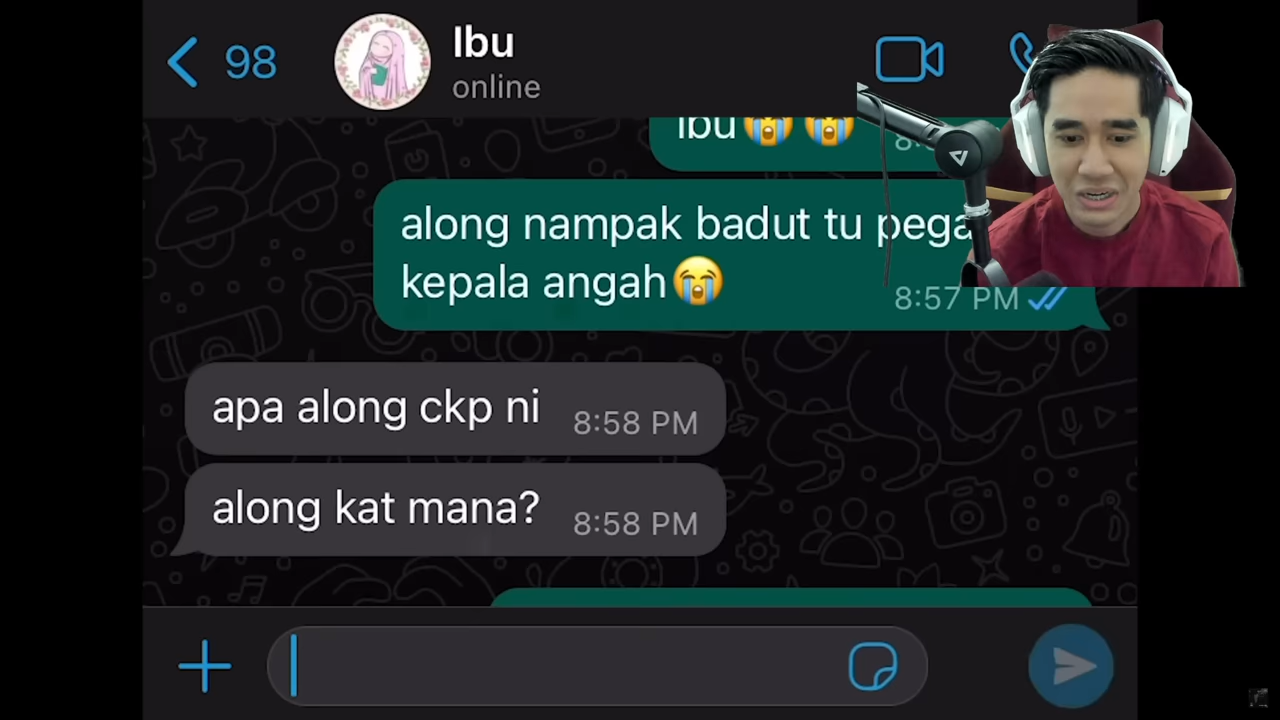 98
Ibu
online
ibu😭😭
along nampak badut tu
kepala angah😭
8:57 PM
apa along ckp ni
8:58 PM
along kat mana?
8:58 PM